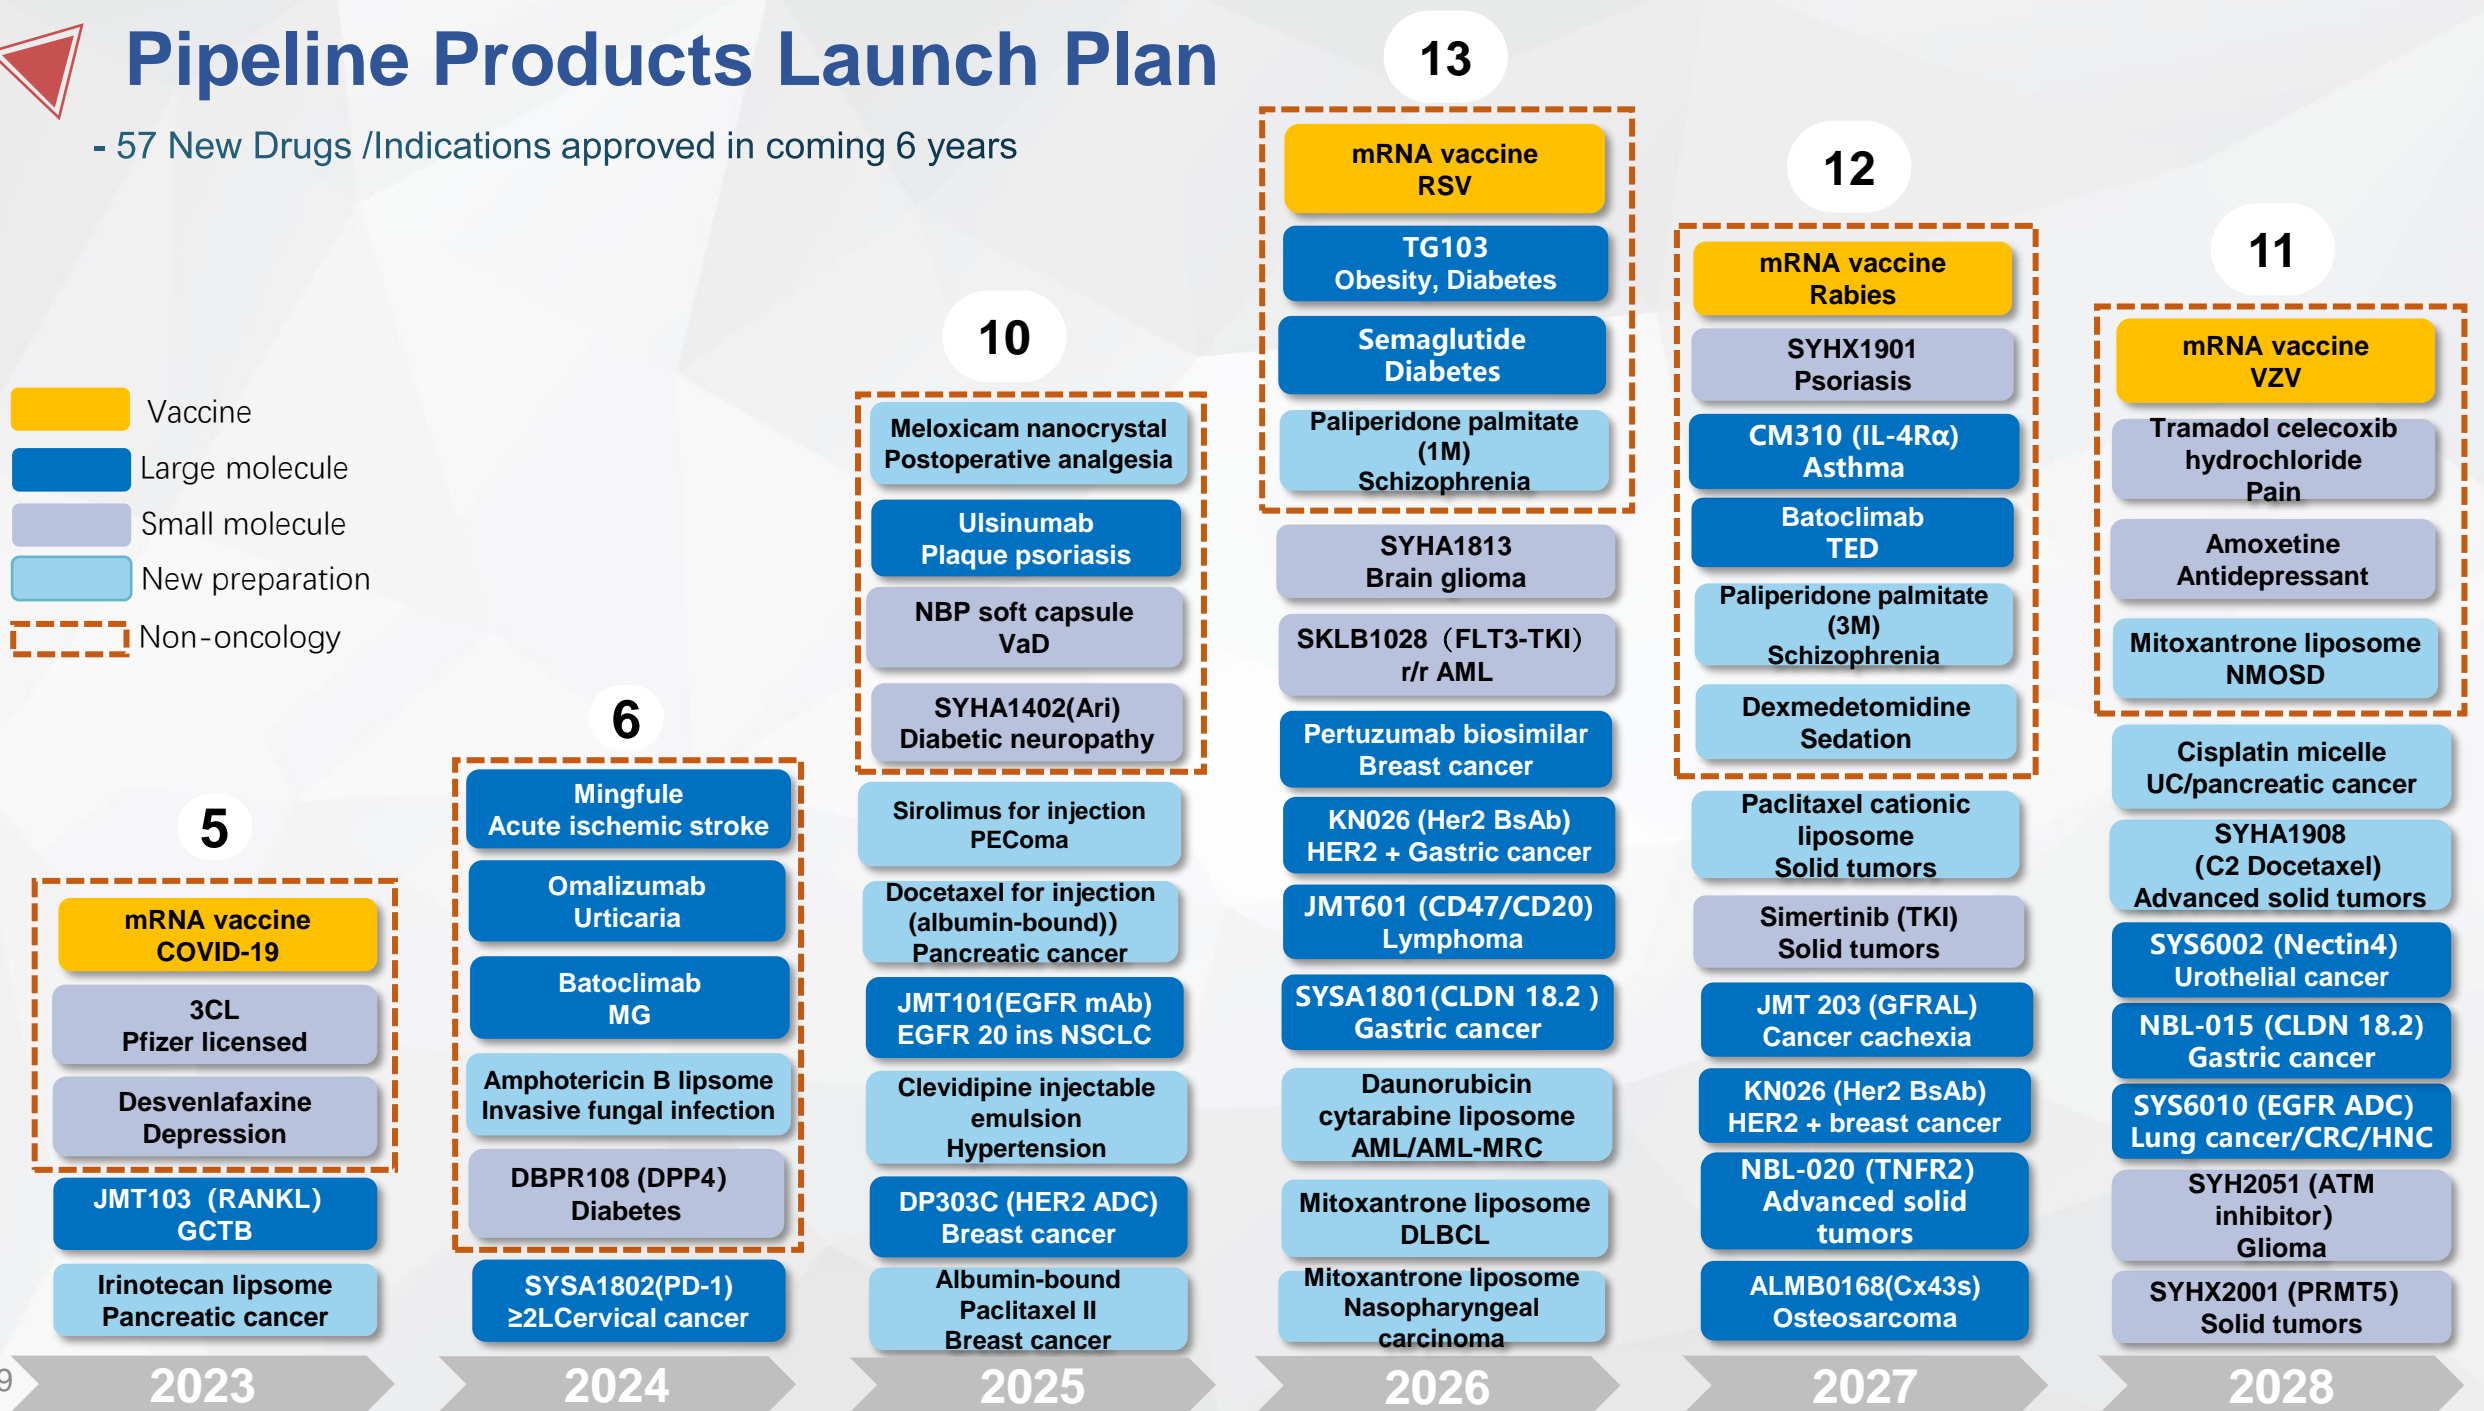 Pipeline Products Launch Plan
- 57 New Drugs /Indications approved in coming 6 years
Vaccine
Large molecule
Small molecule
New preparation
Non-oncology
5
mRNA vaccine
COVID-19
3CL
Pfizer licensed
Desvenlafaxine
Depression
JMT103（RANKL)
GCTB
Irinotecan lipsome
Pancreatic cancer
2023
6
Mingfule
Acute ischemic stroke
Omalizumab
Urticaria
Batoclimab
MG
Amphotericin B lipsome
Invasive fungal infection
DBPR108 (DPP4)
Diabetes
SYSA1802(PD-1)
≥2LCervical cancer
2024
10
Meloxicam nanocrystal
Postoperative analgesia
Ulsinumab
Plaque psoriasis
NBP soft capsule
VaD
SYHA1402(Ari)
Diabetic neuropathy
Sirolimus for injection
PEComa
Docetaxel for injection
(albumin-bound))
Pancreatic cancer
JMT101(EGFR mAb)
EGFR 20 ins NSCLC
Clevidipine injectable
emulsion
Hypertension
DP303C (HER2 ADC)
Breast cancer
Albumin-bound
Paclitaxel II
Breast cancer
2025
13
mRNA vaccine
RSV
TG103
Obesity, Diabetes
Semaglutide
Diabetes
Paliperidone palmitate
(1M)
Schizophrenia
SYHA1813
Brain glioma
SKLB1028（FLT3-TKI）
r/r AML
Pertuzumab biosimilar
Breast cancer
KN026 (Her2 BsAb)
HER2 + Gastric cancer
JMT601 (CD47/CD20)
Lymphoma
SYSA1801(CLDN 18.2 )
Gastric cancer
Daunorubicin
cytarabine liposome
AML/AML-MRC
Mitoxantrone liposome
DLBCL
Mitoxantrone liposome
Nasopharyngeal
carcinoma
2026
12
mRNA vaccine
Rabies
SYHX1901
Psoriasis
CM310 (IL-4Rα)
Asthma
Batoclimab
TED
Paliperidone palmitate
(3M)
Schizophrenia
Dexmedetomidine
Sedation
Paclitaxel cationic
liposome
Solid tumors
Simertinib (TKI)
Solid tumors
JMT 203 (GFRAL)
Cancer cachexia
KN026 (Her2 BsAb)
HER2 + breast cancer
NBL-020 (TNFR2)
Advanced solid
tumors
ALMB0168(Cx43s)
Osteosarcoma
2027
11
mRNA vaccine
VZV
Tramadol celecoxib
hydrochloride
Pain
Amoxetine
Antidepressant
Mitoxantrone liposome
NMOSD
Cisplatin micelle
UC/pancreatic cancer
SYHA1908
(C2 Docetaxel)
Advanced solid tumors
SYS6002 (Nectin4)
Urothelial cancer
NBL-015 (CLDN 18.2)
Gastric cancer
SYS6010 (EGFR ADC)
Lung cancer/CRC/HNC
SYH2051 (ATM
inhibitor)
Glioma
SYHX2001 (PRMT5)
Solid tumors
2028
9